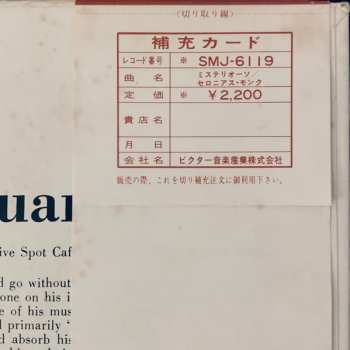 （切り取り線）
補充カード
レコード番号 ※ SMJ-6119
曲名 ミステリオーソ／
セロニアス・モンク
定価 ※ ￥2,200
貴店名
月日
会社名 ビクター音楽産業株式会社
販売の際、これを切り補充注文に御利用下さい。
ive Spot Caf
go without
one on his i
e of his mus
primarily
absorb his